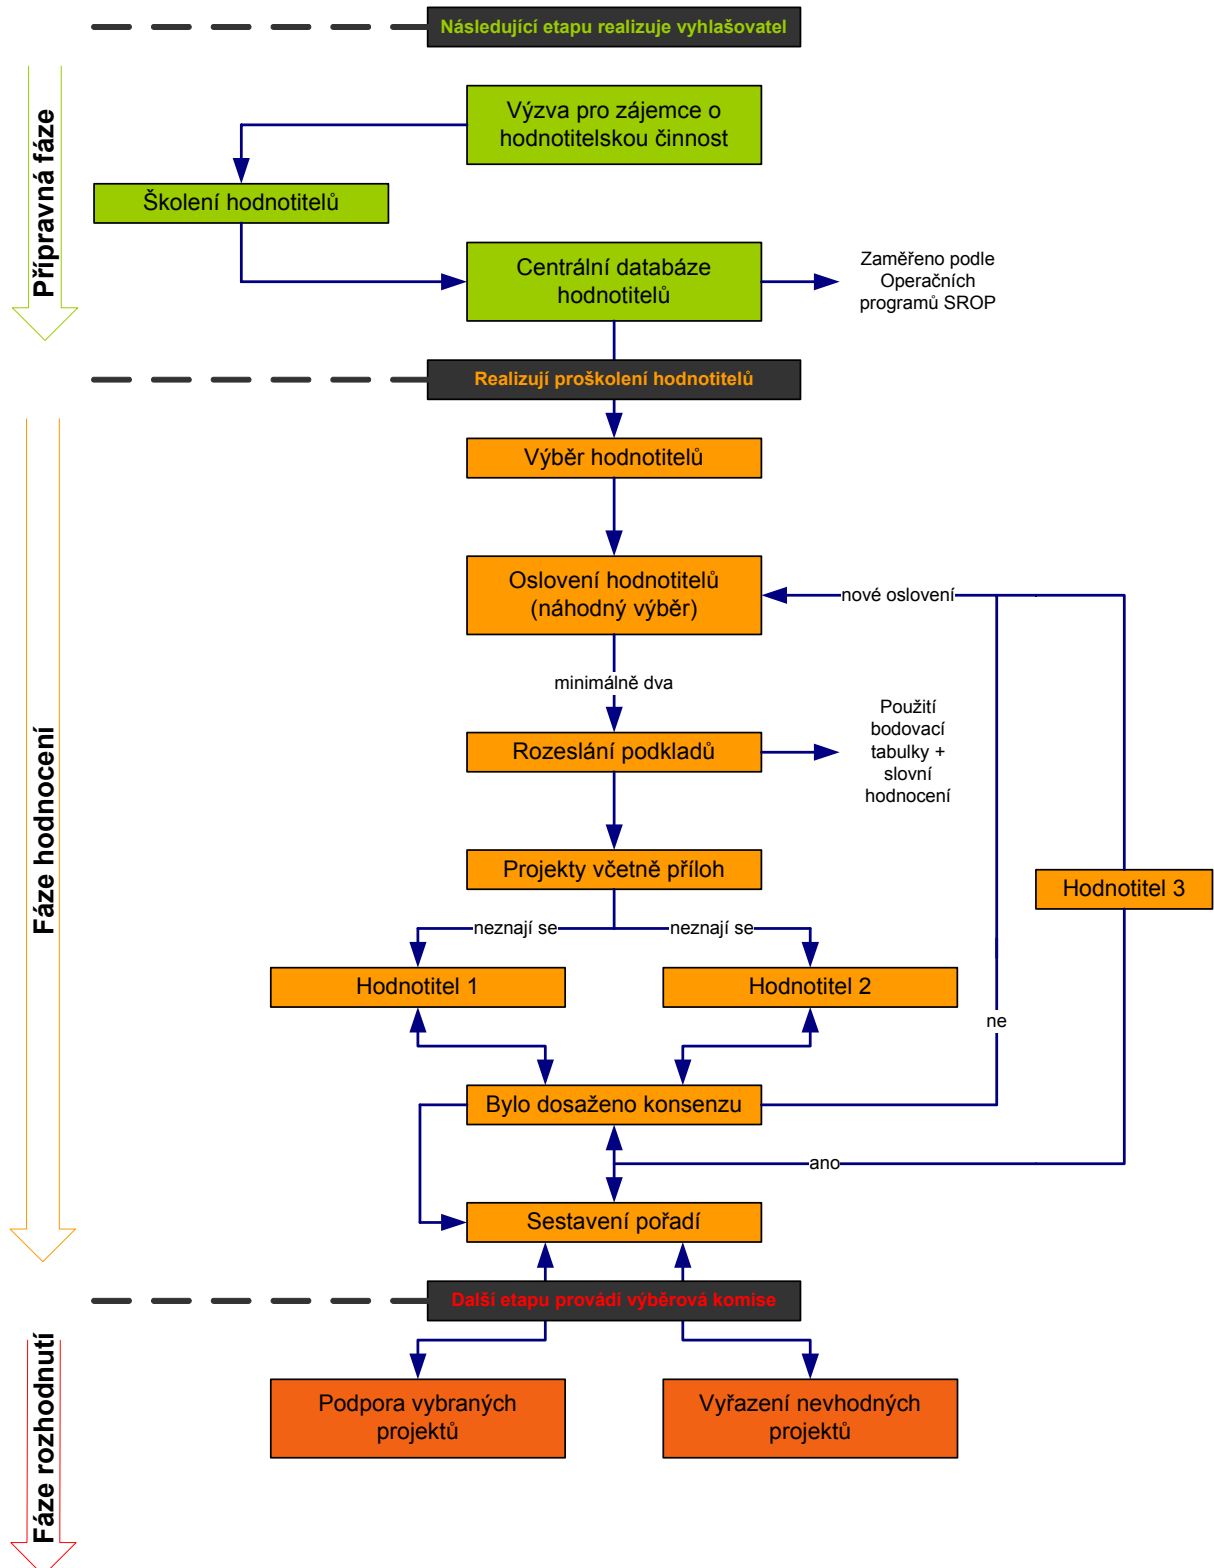 Následující etapu realizuje vyhlašovatel
Přípravná fáze
Výzva pro zájemce o
hodnotitelskou činnost
Školení hodnotitelů
Centrální databáze
hodnotitelů
Zaměřeno podle
Operačních
programů SROP
Realizují proškolení hodnotitelů
Fáze hodnocení
Výběr hodnotitelů
Oslovení hodnotitelů
(náhodný výběr)
nové oslovení
minimálně dva
Rozeslání podkladů
Použití
bodovací
tabulky +
slovní
hodnocení
Projekty včetně příloh
Hodnotitel 3
neznají se
neznají se
Hodnotitel 1
Hodnotitel 2
ne
Bylo dosaženo konsenzu
ano
Sestavení pořadí
Další etapu provádí výběrová komise
Fáze rozhodnutí
Podpora vybraných
projektů
Vyřazení nevhodných
projektů